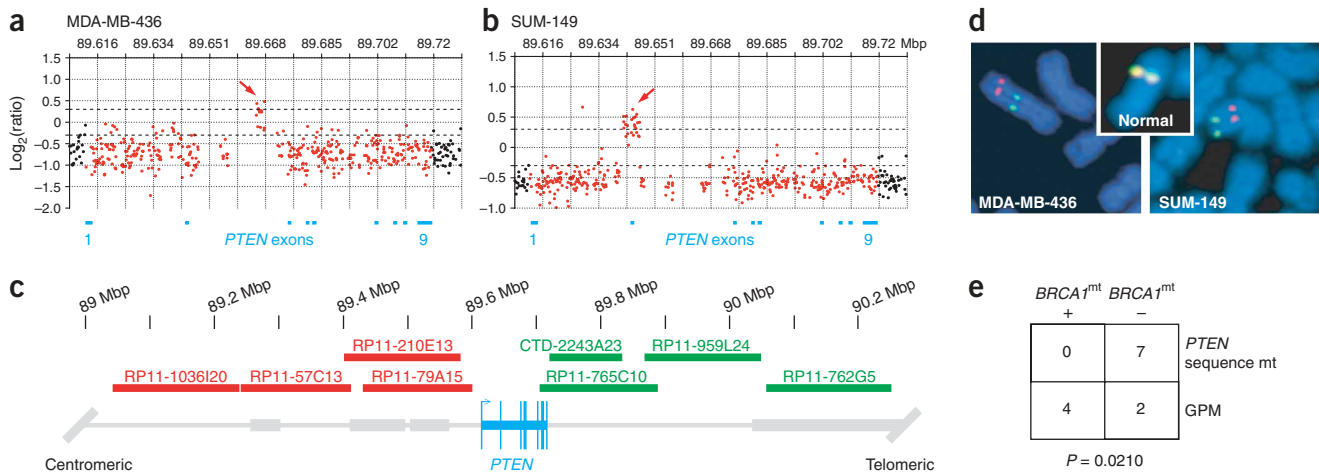 a
MDA-MB-436
89.616 89.634 89.651 89.668 89.685 89.702 89.72
Log2(ratio)
1.5
1.0
0.5
0
−0.5
−1.0
−1.5
−2.0
1 PTEN exons 9
b
SUM-149
89.616 89.634 89.651 89.668 89.685 89.702 89.72 Mbp
1.5
1.0
0.5
0
−0.5
−1.0
1 PTEN exons 9
c
89 Mbp 89.2 Mbp 89.4 Mbp 89.6 Mbp 89.8 Mbp 90 Mbp 90.2 Mbp
RP11-210E13 CTD-2243A23 RP11-959L24
RP11-1036I20 RP11-57C13 RP11-79A15 RP11-765C10 RP11-762G5
Centromeric PTEN Telomeric
d
Normal
MDA-MB-436 SUM-149
e
BRCA1mt BRCA1mt
+ −
0 7 PTEN
sequence mt
4 2 GPM
P = 0.0210